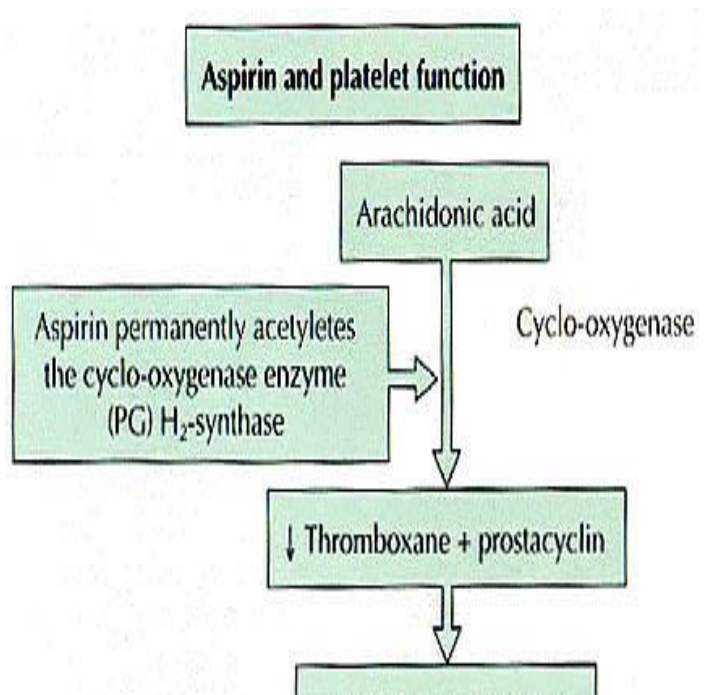 Aspirin and platelet function
Arachidonic acid
Cyclo-oxygenase
Aspirin permanently acetyletes
the cyclo-oxygenase enzyme
(PG) H₂-synthase
↓ Thromboxane + prostacyclin